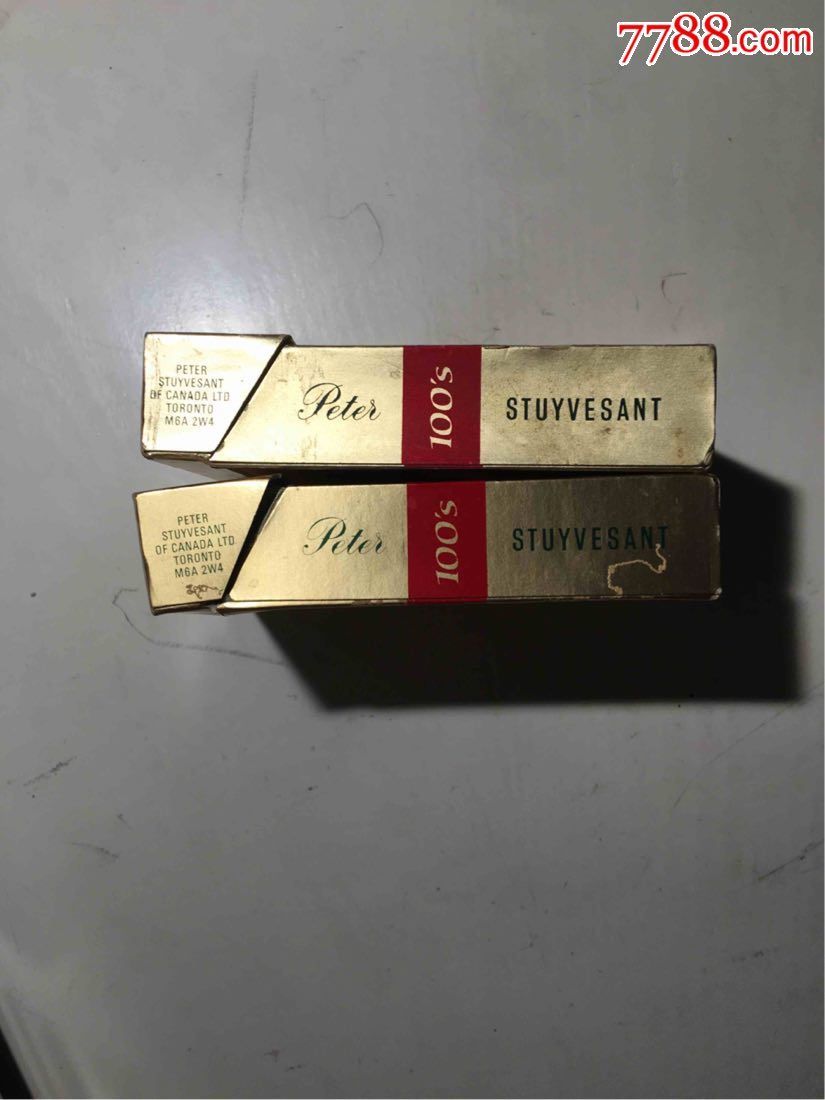 7788.com
PETER
STUYVESANT
OF CANADA LTD
TORONTO
M6A 2W4
Peter 100's STUYVESANT
PETER
STUYVESANT
OF CANADA LTD
TORONTO
M6A 2W4
Peter 100's STUYVESANT